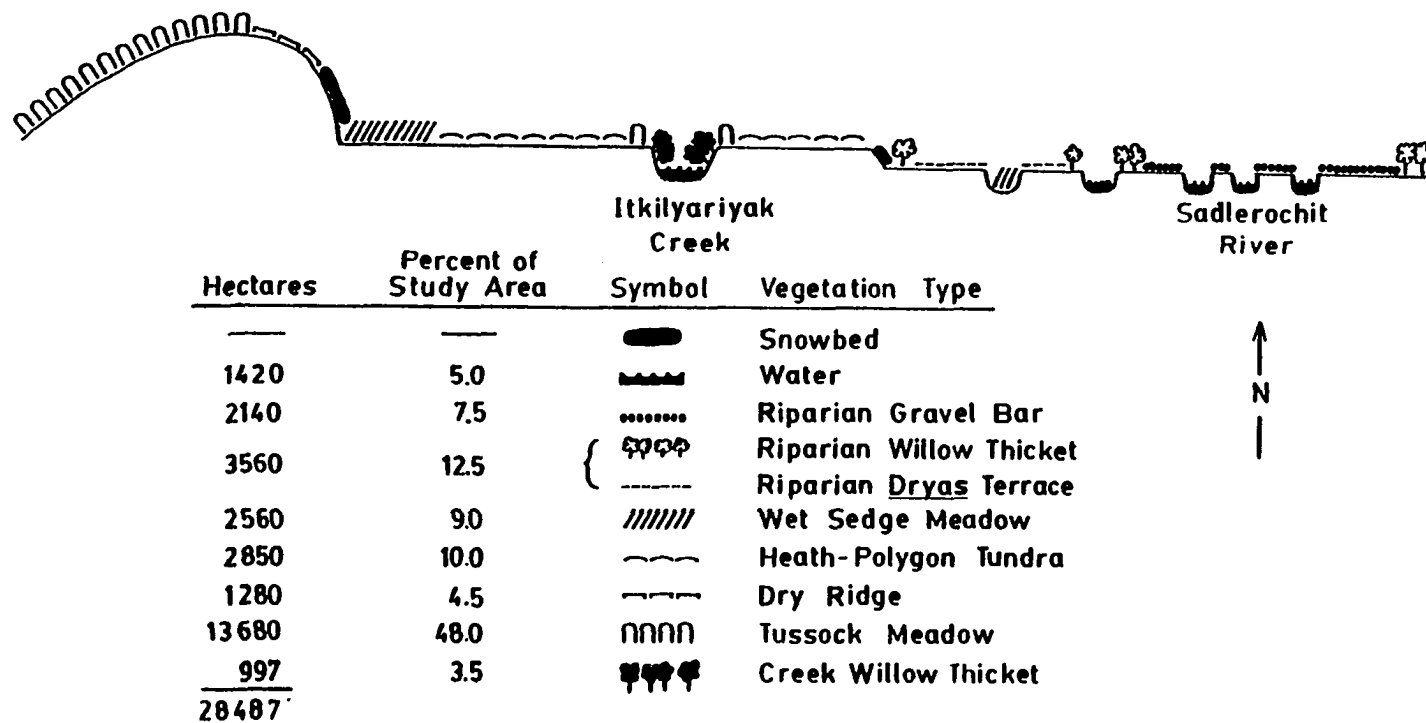 Itkilyariyak
Creek
Sadlerochit
River
Hectares Percent of Study Area Symbol Vegetation Type
—— —— Snowbed
1420 5.0 Water
2140 7.5 Riparian Gravel Bar
3560 12.5 { Riparian Willow Thicket
Riparian Dryas Terrace
2560 9.0 Wet Sedge Meadow
2850 10.0 Heath-Polygon Tundra
1280 4.5 Dry Ridge
13680 48.0 Tussock Meadow
997 3.5 Creek Willow Thicket
28487
N